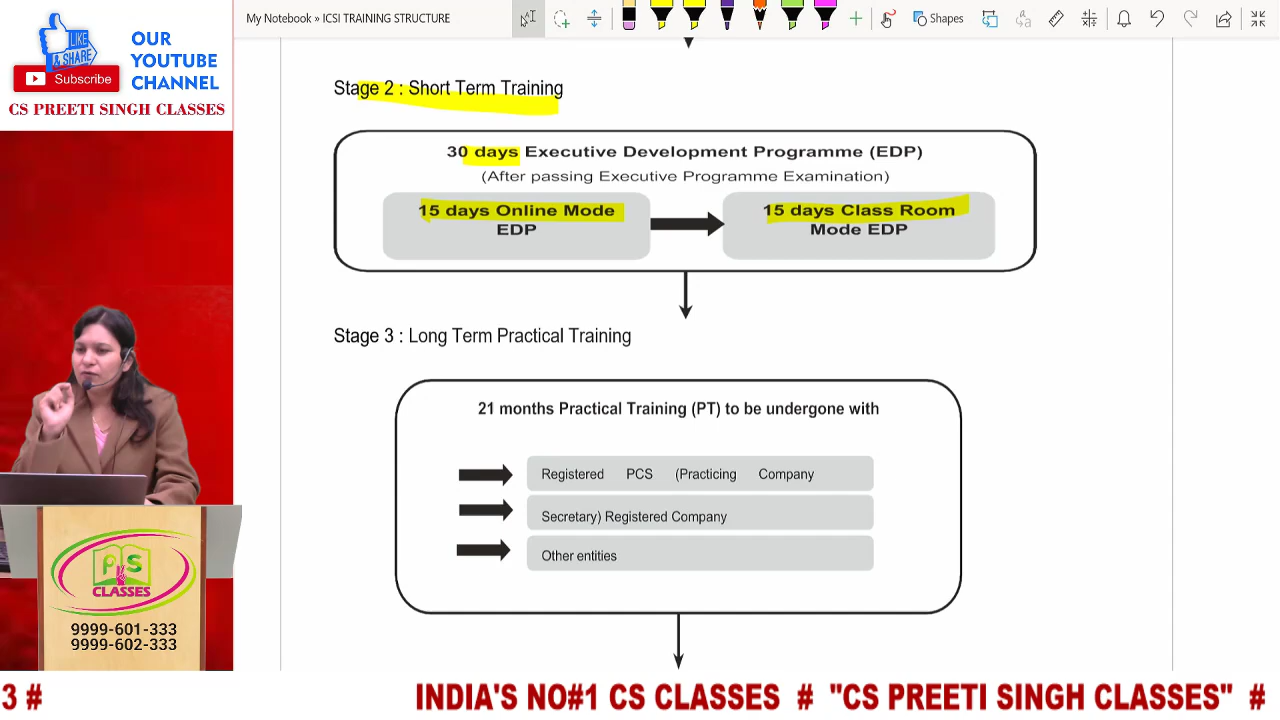 LIKE
& SHARE
Subscribe
OUR
YOUTUBE
CHANNEL
CS PREETI SINGH CLASSES
My Notebook » ICSI TRAINING STRUCTURE
Shapes
Stage 2 : Short Term Training
30 days Executive Development Programme (EDP)
(After passing Executive Programme Examination)
15 days Online Mode
EDP
15 days Class Room
Mode EDP
Stage 3 : Long Term Practical Training
21 months Practical Training (PT) to be undergone with
Registered PCS (Practicing Company
Secretary) Registered Company
Other entities
PS
CLASSES
9999-601-333
9999-602-333
3 # INDIA'S NO#1 CS CLASSES # "CS PREETI SINGH CLASSES" #